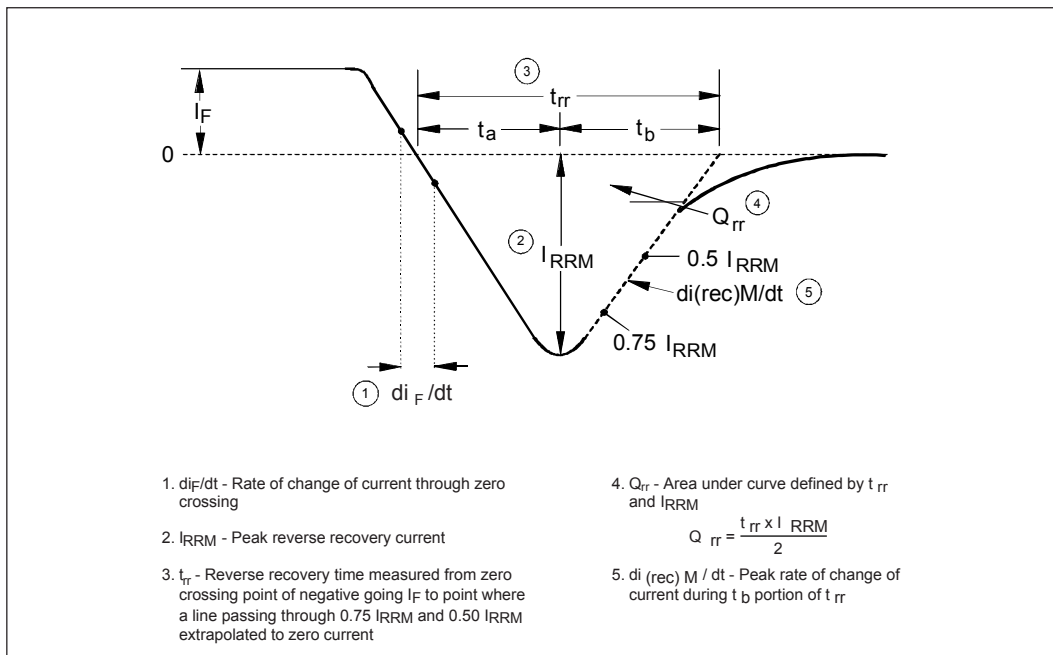 3
t_rr
I_F
t_a
t_b
0
Q_rr 4
2 I_RRM
0.5 I_RRM
di(rec)M/dt 5
0.75 I_RRM
1 di_F/dt
1. di_F/dt - Rate of change of current through zero
crossing
2. I_RRM - Peak reverse recovery current
3. t_rr - Reverse recovery time measured from zero
crossing point of negative going I_F to point where
a line passing through 0.75 I_RRM and 0.50 I_RRM
extrapolated to zero current
4. Q_rr - Area under curve defined by t_rr
and I_RRM
Q_rr = t_rr x I_RRM
2
5. di (rec) M / dt - Peak rate of change of
current during t_b portion of t_rr